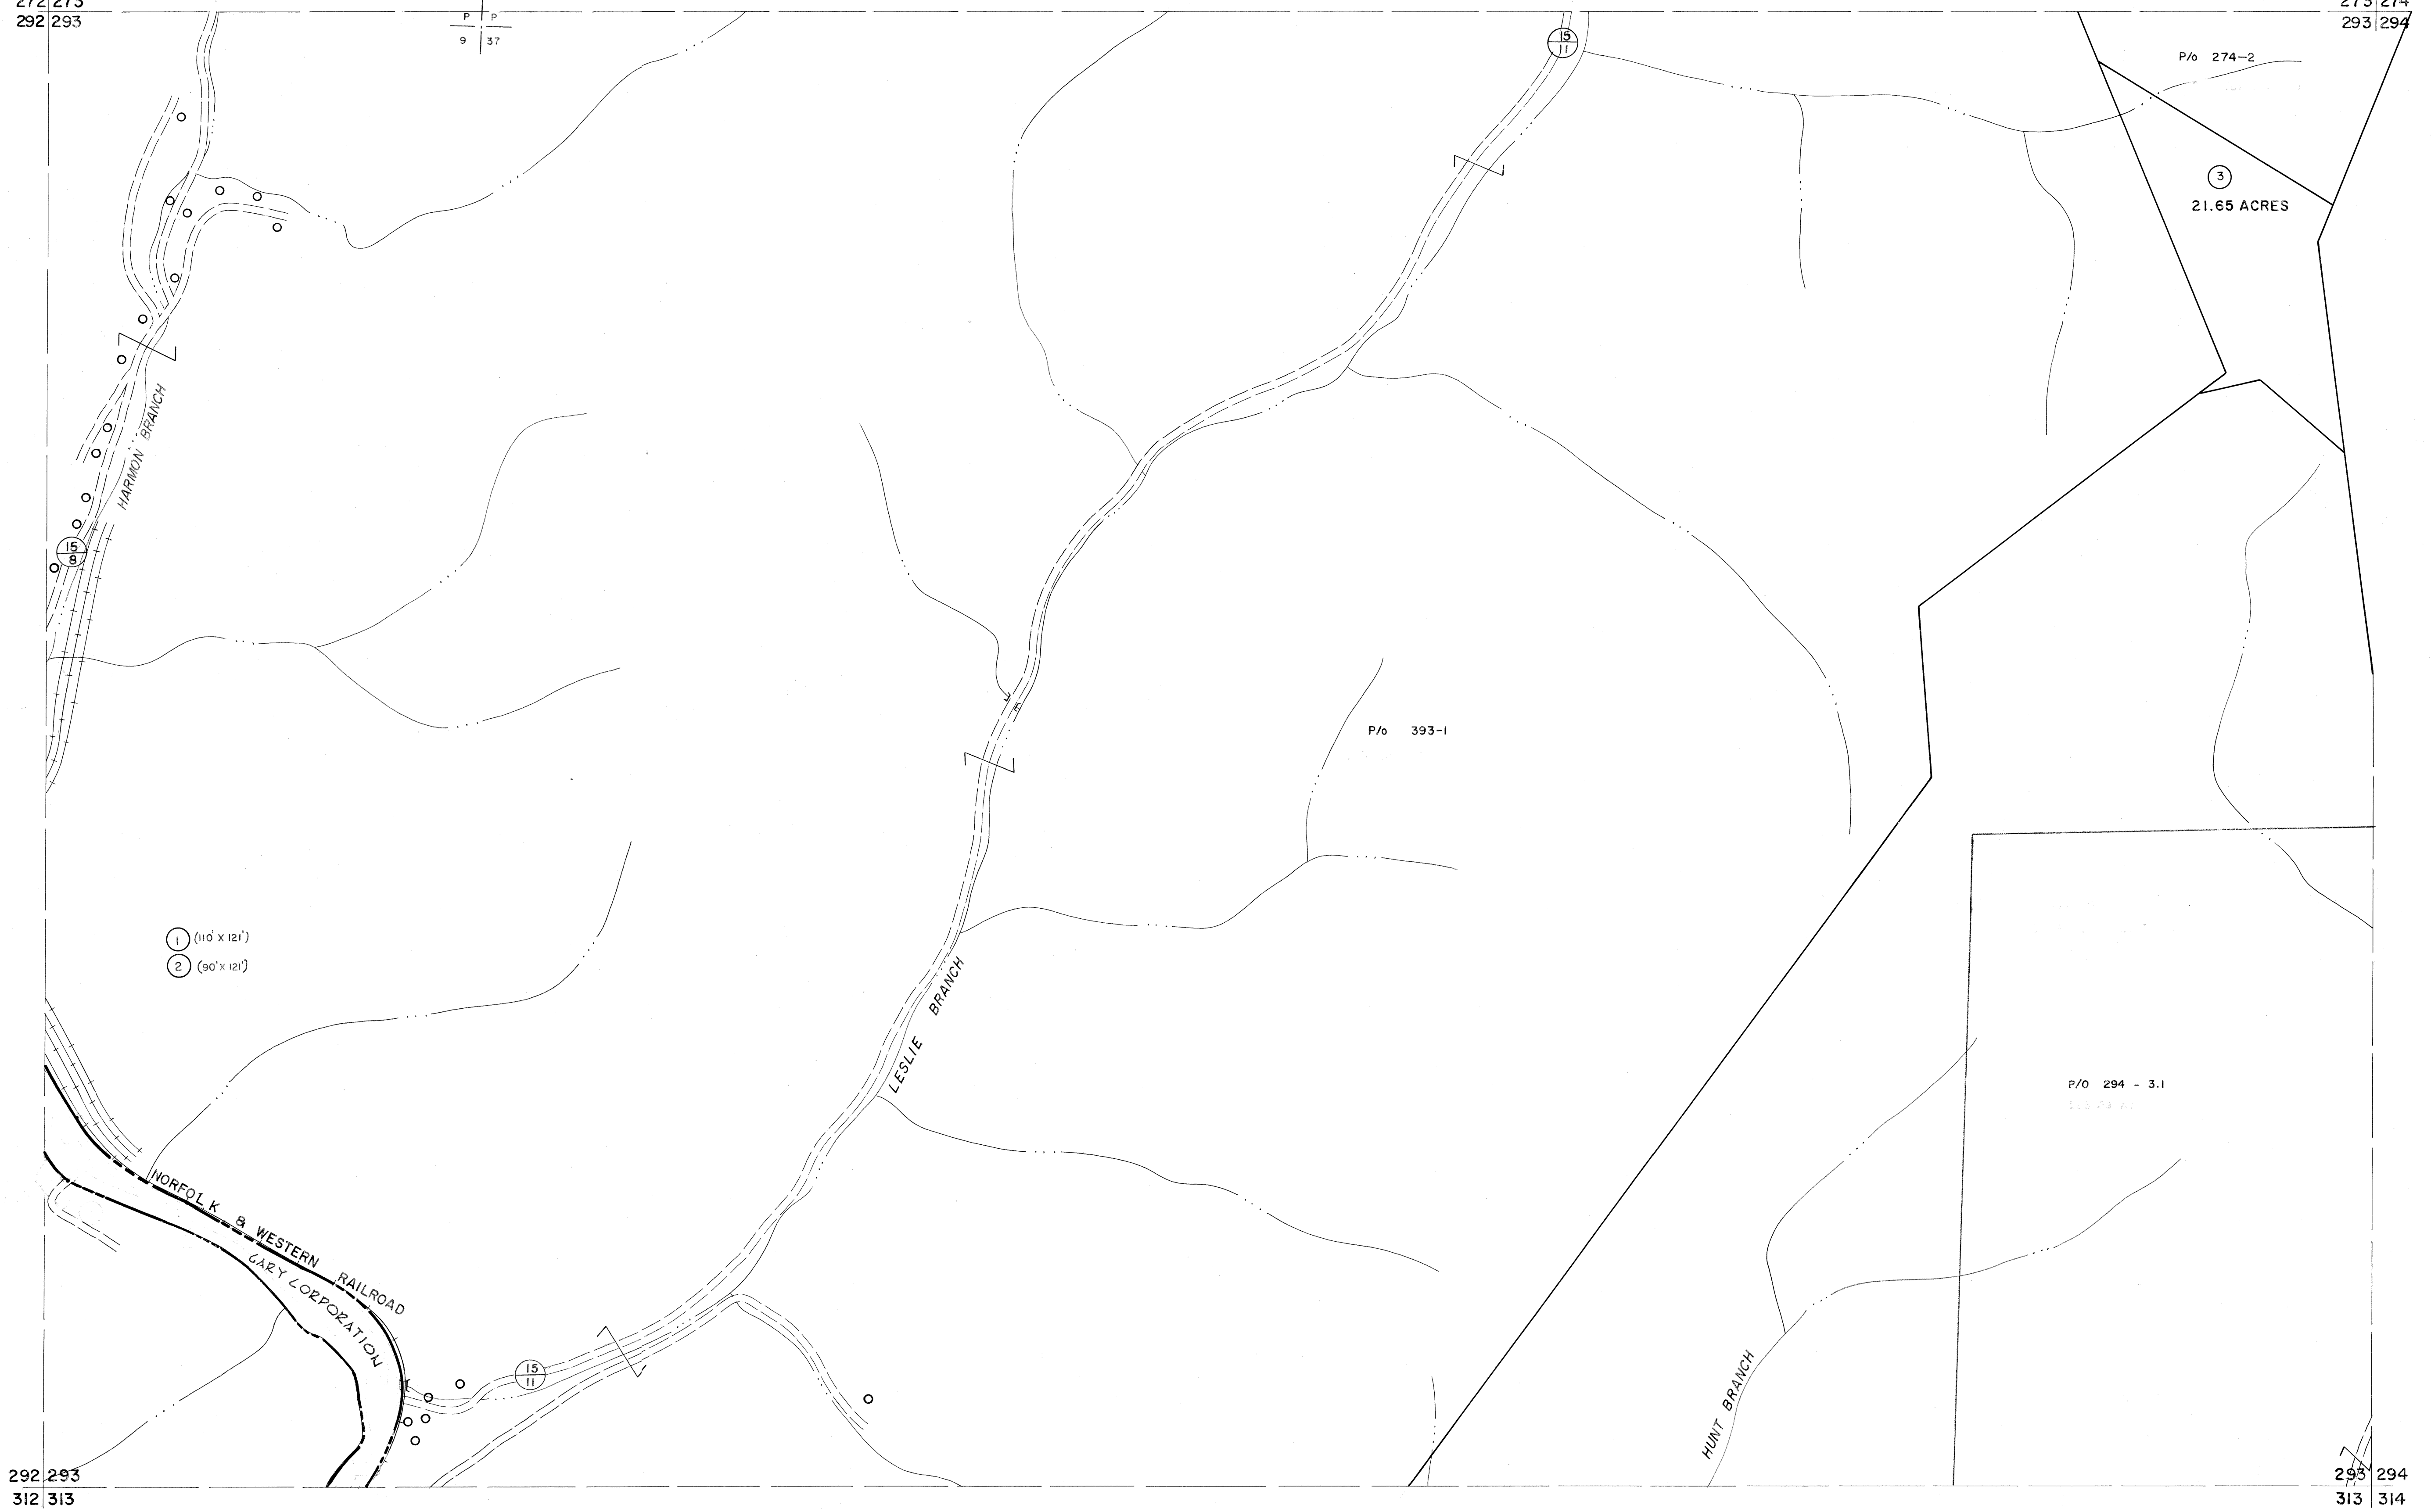 272 273
292 293
P P
9 37
273 274
293 294
15
11
P/o 274-2
3
21.65 ACRES
HARMON BRANCH
15
8
P/o 393-1
1 (110' X 121')
2 (90' X 121')
LESLIE BRANCH
P/O 294 - 3.1
NORFOLK & WESTERN RAILROAD
GARY CORPORATION
15
11
HUNT BRANCH
292 293
312 313
293 294
313 314